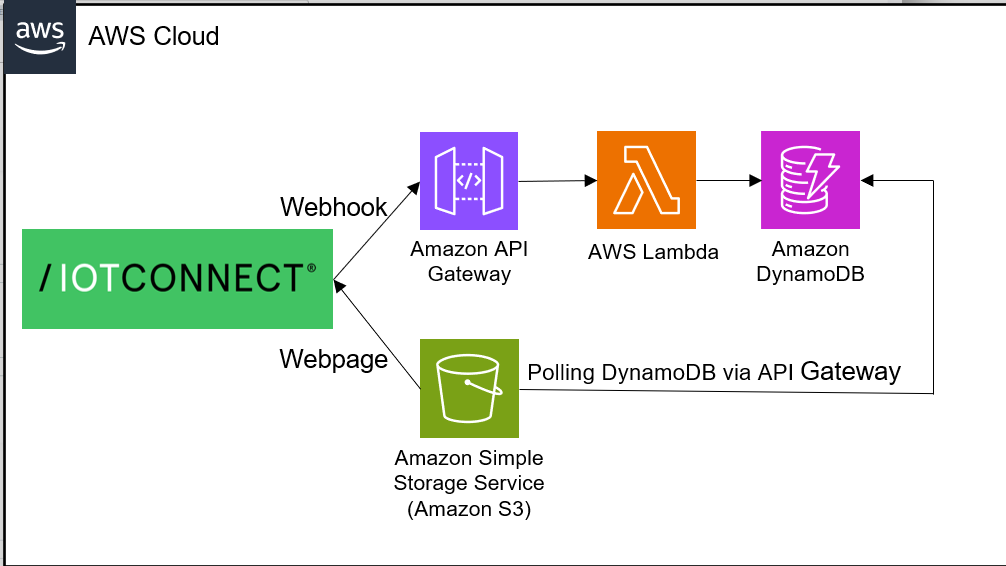 aws
AWS Cloud
Webhook
</>
Amazon API
Gateway
AWS Lambda
Amazon
DynamoDB
/IOTCONNECT®
Webpage
Polling DynamoDB via API Gateway
Amazon Simple
Storage Service
(Amazon S3)